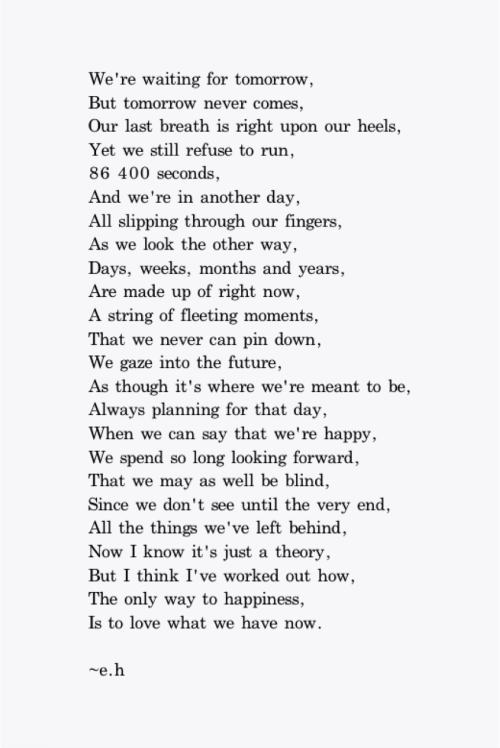 We're waiting for tomorrow,
But tomorrow never comes,
Our last breath is right upon our heels,
Yet we still refuse to run,
86 400 seconds,
And we're in another day,
All slipping through our fingers,
As we look the other way,
Days, weeks, months and years,
Are made up of right now,
A string of fleeting moments,
That we never can pin down,
We gaze into the future,
As though it's where we're meant to be,
Always planning for that day,
When we can say that we're happy,
We spend so long looking forward,
That we may as well be blind,
Since we don't see until the very end,
All the things we've left behind,
Now I know it's just a theory,
But I think I've worked out how,
The only way to happiness,
Is to love what we have now.
~e.h